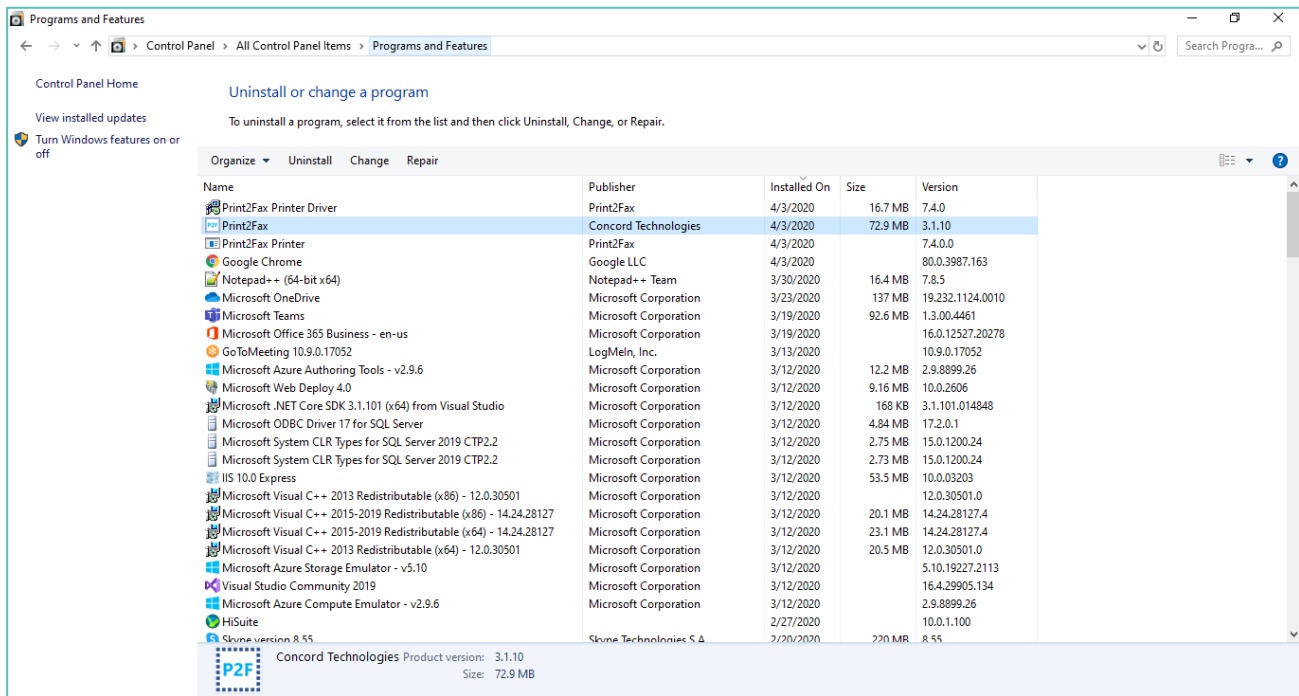 Programs and Features
Control Panel > All Control Panel Items > Programs and Features
Search Progra...
Control Panel Home
View installed updates
Turn Windows features on or
off
Uninstall or change a program
To uninstall a program, select it from the list and then click Uninstall, Change, or Repair.
Organize Uninstall Change Repair
Name Publisher Installed On Size Version
Print2Fax Printer Driver Print2Fax 4/3/2020 16.7 MB 7.4.0
P2F Print2Fax Concord Technologies 4/3/2020 72.9 MB 3.1.10
Print2Fax Printer Print2Fax 4/3/2020 7.4.0.0
Google Chrome Google LLC 4/3/2020 80.0.3987.163
Notepad++ (64-bit x64) Notepad++ Team 3/30/2020 16.4 MB 7.8.5
Microsoft OneDrive Microsoft Corporation 3/23/2020 137 MB 19.232.1124.0010
Microsoft Teams Microsoft Corporation 3/19/2020 92.6 MB 1.3.00.4461
Microsoft Office 365 Business - en-us Microsoft Corporation 3/19/2020 16.0.12527.20278
GoToMeeting 10.9.0.17052 LogMeIn, Inc. 3/13/2020 10.9.0.17052
Microsoft Azure Authoring Tools - v2.9.6 Microsoft Corporation 3/12/2020 12.2 MB 2.9.8899.26
Microsoft Web Deploy 4.0 Microsoft Corporation 3/12/2020 9.16 MB 10.0.2606
Microsoft .NET Core SDK 3.1.101 (x64) from Visual Studio Microsoft Corporation 3/12/2020 168 KB 3.1.101.014848
Microsoft ODBC Driver 17 for SQL Server Microsoft Corporation 3/12/2020 4.84 MB 17.2.0.1
Microsoft System CLR Types for SQL Server 2019 CTP2.2 Microsoft Corporation 3/12/2020 2.75 MB 15.0.1200.24
Microsoft System CLR Types for SQL Server 2019 CTP2.2 Microsoft Corporation 3/12/2020 2.73 MB 15.0.1200.24
IIS 10.0 Express Microsoft Corporation 3/12/2020 53.5 MB 10.0.03203
Microsoft Visual C++ 2013 Redistributable (x86) - 12.0.30501 Microsoft Corporation 3/12/2020 12.0.30501.0
Microsoft Visual C++ 2015-2019 Redistributable (x86) - 14.24.28127 Microsoft Corporation 3/12/2020 20.1 MB 14.24.28127.4
Microsoft Visual C++ 2015-2019 Redistributable (x64) - 14.24.28127 Microsoft Corporation 3/12/2020 23.1 MB 14.24.28127.4
Microsoft Visual C++ 2013 Redistributable (x64) - 12.0.30501 Microsoft Corporation 3/12/2020 20.5 MB 12.0.30501.0
Microsoft Azure Storage Emulator - v5.10 Microsoft Corporation 3/12/2020 5.10.19227.2113
Visual Studio Community 2019 Microsoft Corporation 3/12/2020 16.4.29905.134
Microsoft Azure Compute Emulator - v2.9.6 Microsoft Corporation 3/12/2020 2.9.8899.26
HiSuite 2/27/2020 10.0.1.100
Skype version 8.55 Skype Technologies S.A. 2/20/2020 220 MB 8.55
P2F
Concord Technologies Product version: 3.1.10
Size: 72.9 MB